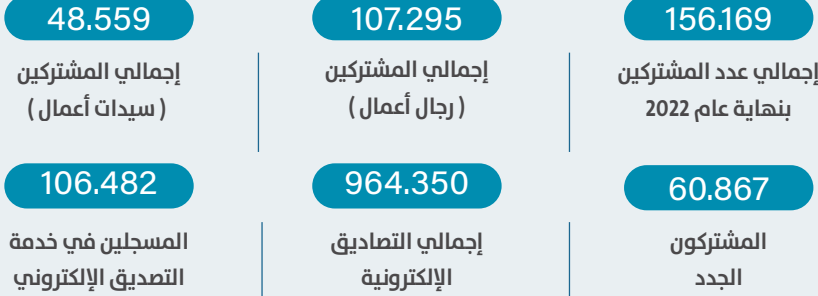 156.169
إجمالي عدد المشتركين
بنهاية عام 2022
107.295
إجمالي المشتركين
( رجال أعمال )
48.559
إجمالي المشتركين
( سيدات أعمال )
60.867
المشتركون
الجدد
964.350
إجمالي التصاديق
الإلكترونية
106.482
المسجلين في خدمة
التصديق الإلكتروني